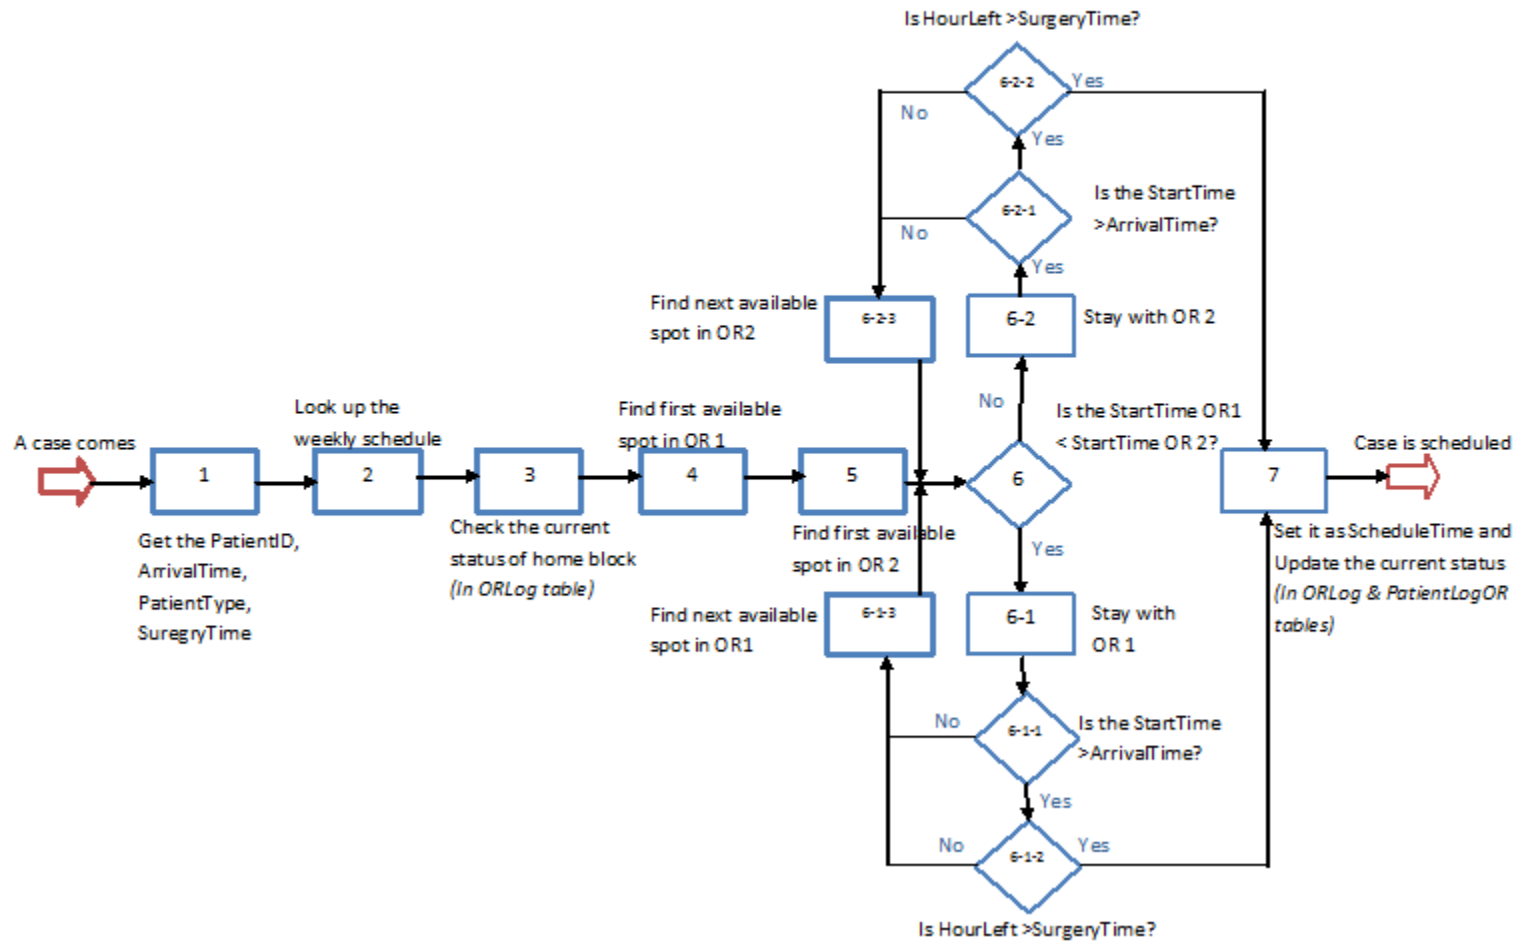 Is HourLeft >SurgeryTime?
6-2-2
Yes
No
Yes
6-2-1
Is the StartTime
>ArrivalTime?
No
Yes
Find next available
spot in OR2
6-2-3
6-2
Stay with OR 2
No
Is the StartTime OR1
< StartTime OR 2?
A case comes
Look up the
weekly schedule
Find first available
spot in OR 1
Case is scheduled
1
2
3
4
5
6
7
Get the PatientID,
ArrivalTime,
PatientType,
SuregryTime
Check the current
status of home block
(In ORLog table)
Find first available
spot in OR 2
Yes
Set it as ScheduleTime and
Update the current status
(In ORLog & PatientLogOR
tables)
Find next available
spot in OR1
6-1-3
6-1
Stay with
OR 1
No
6-1-1
Is the StartTime
>ArrivalTime?
Yes
No
6-1-2
Yes
Is HourLeft >SurgeryTime?